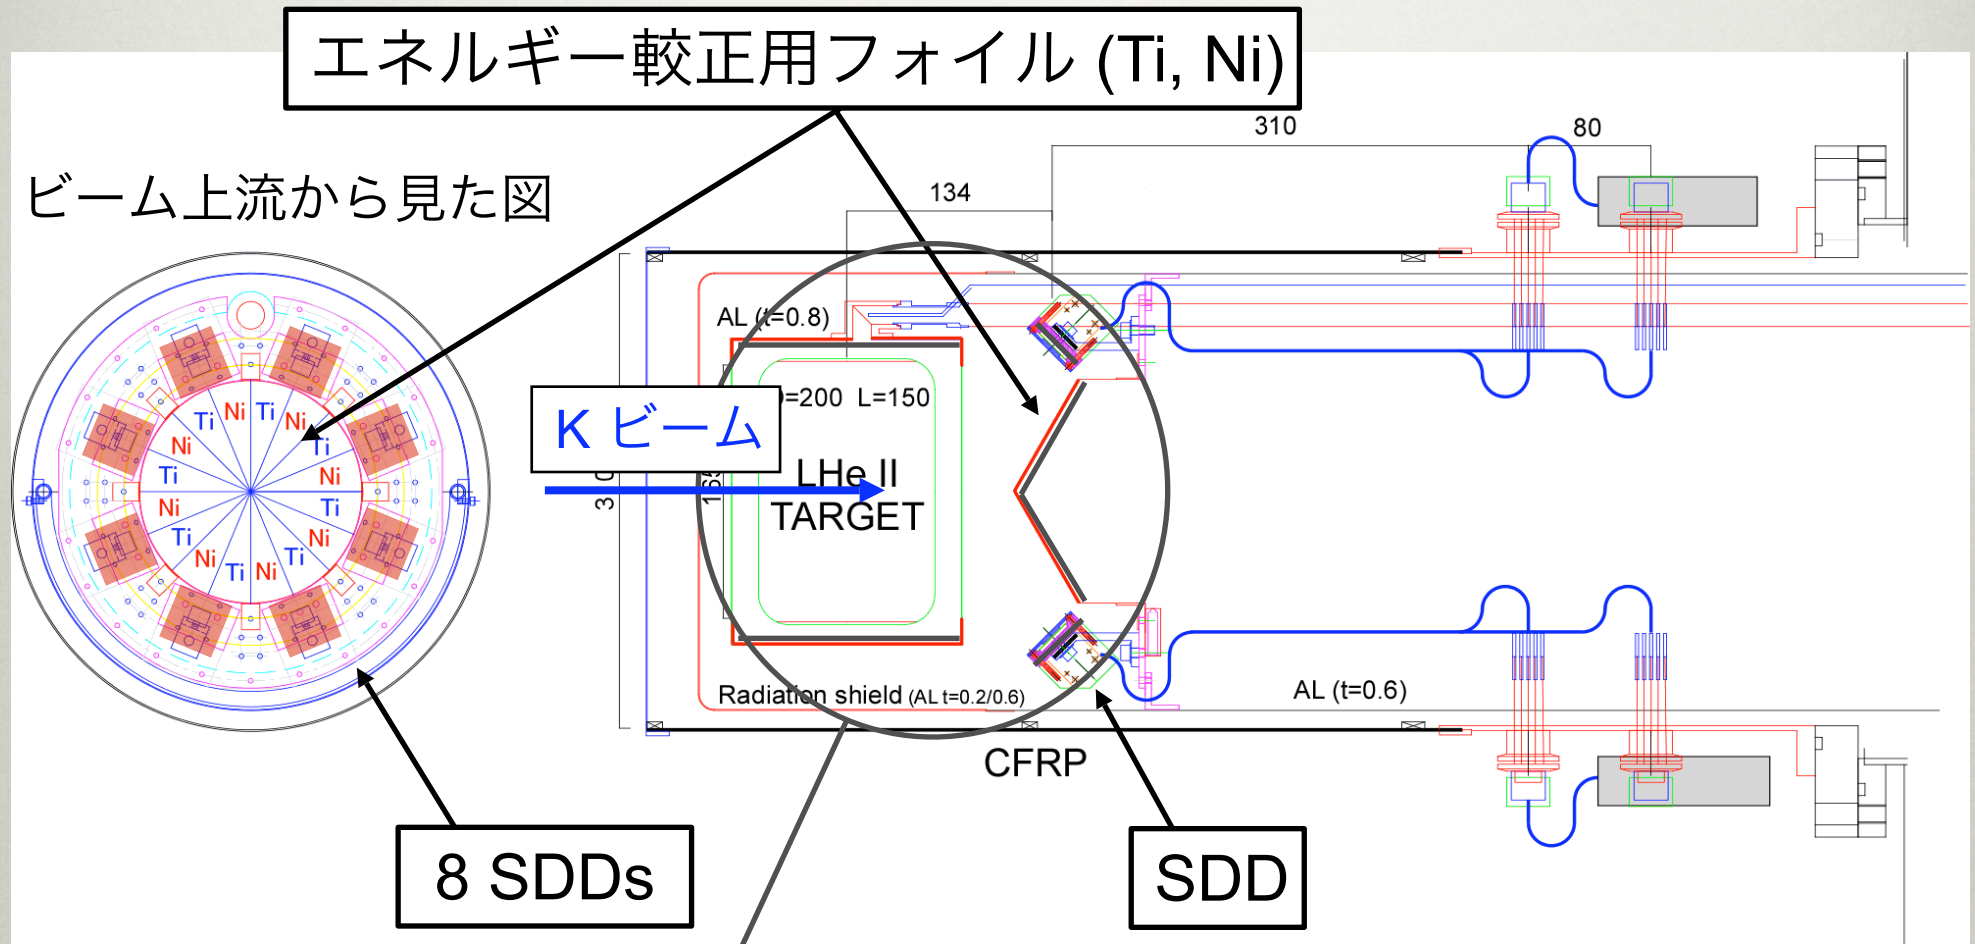 エネルギー較正用フォイル (Ti, Ni)
ビーム上流から見た図
310
80
134
AL (t=0.8)
=200 L=150
K ビーム
LHe II
TARGET
Radiation shield (AL t=0.2/0.6)
AL (t=0.6)
CFRP
Ti
Ni
Ti
Ni
Ti
Ni
Ti
Ni
Ti
Ni
Ti
Ni
Ti
Ni
Ti
Ni
8 SDDs
SDD